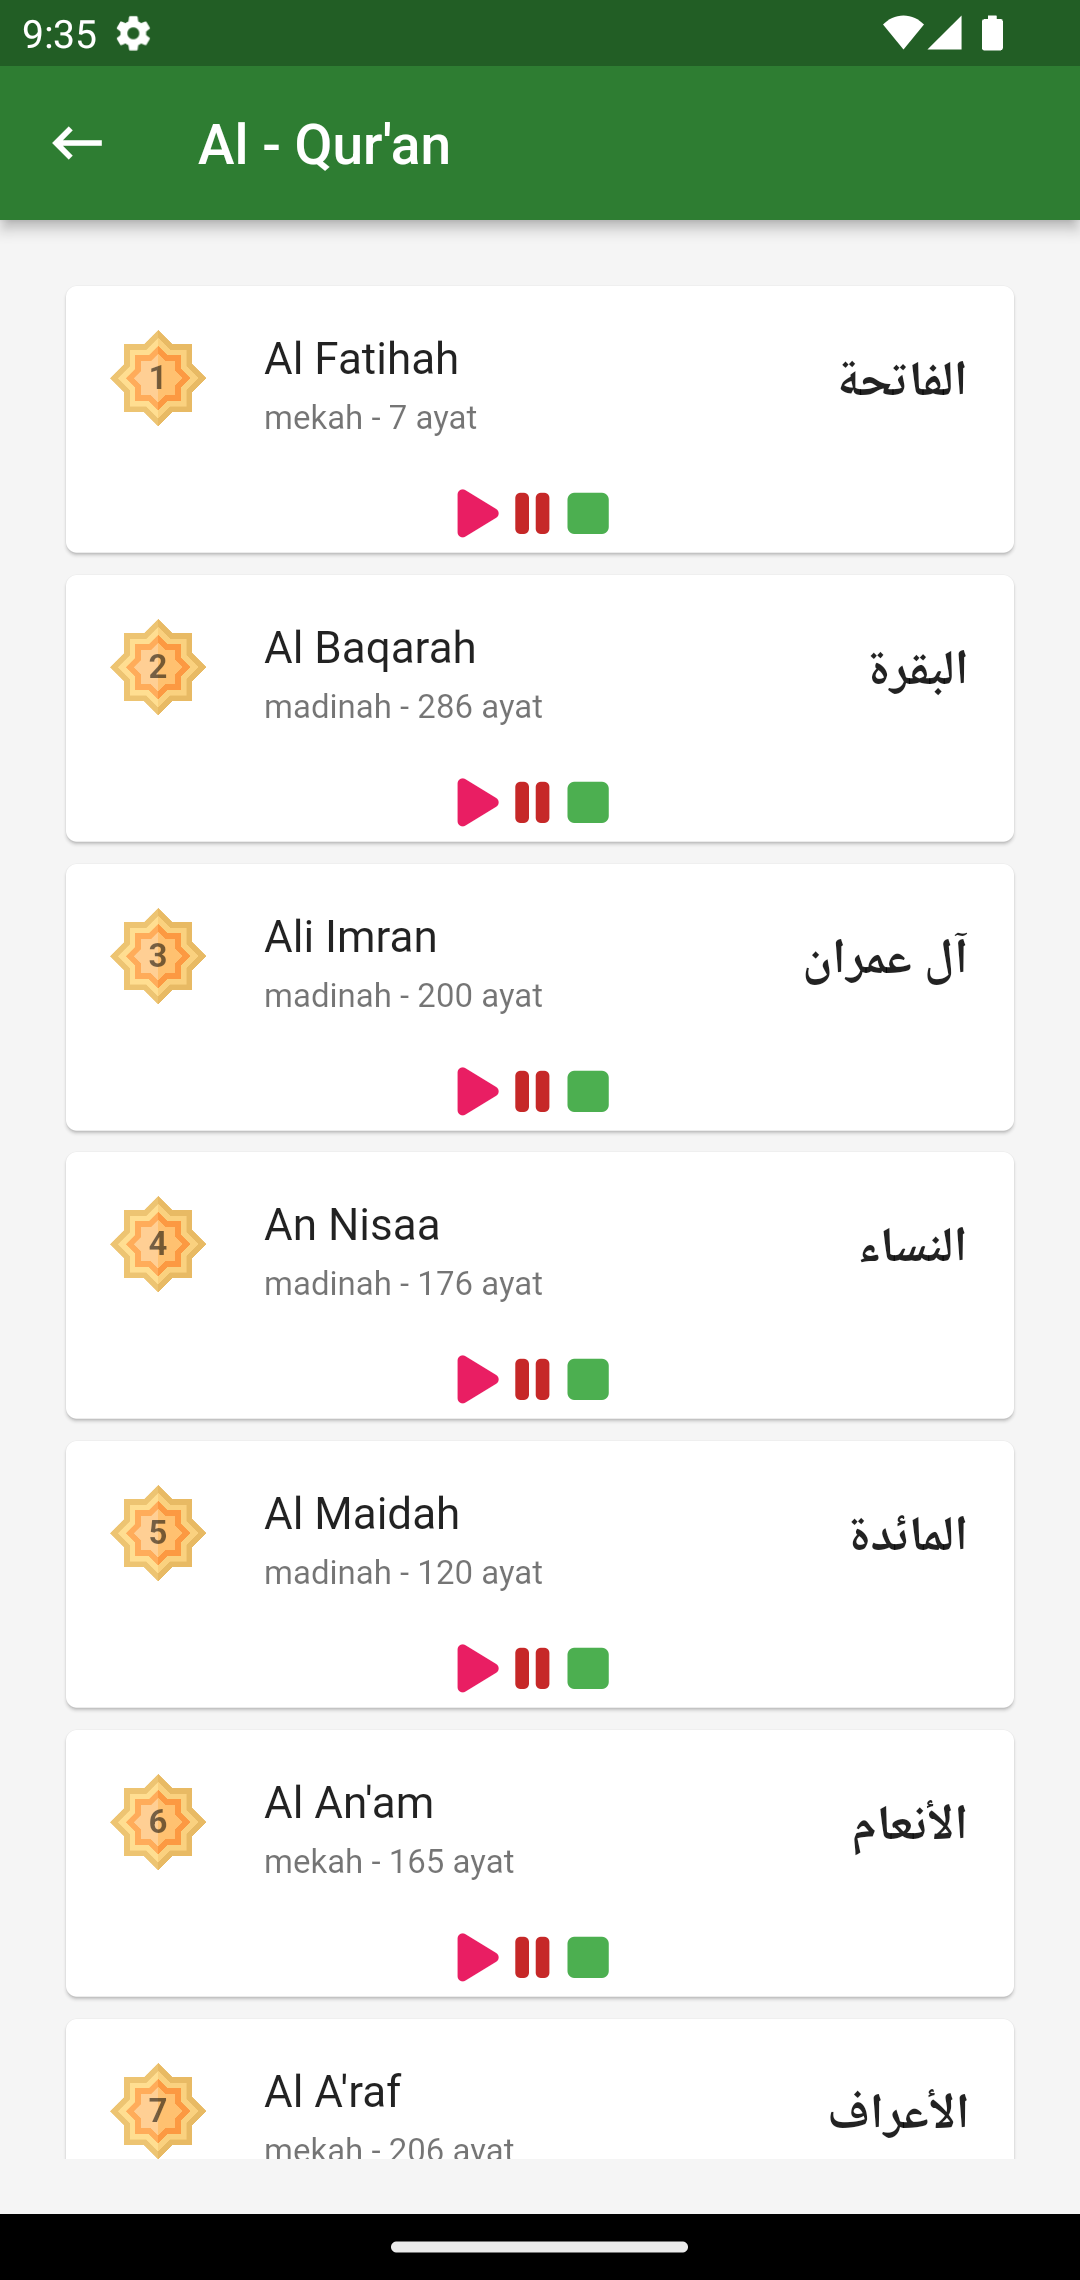 9:35
Al - Qur'an
1
Al Fatihah
الفاتحة
mekah - 7 ayat
2
Al Baqarah
البقرة
madinah - 286 ayat
3
Ali Imran
آل عمران
madinah - 200 ayat
4
An Nisaa
النساء
madinah - 176 ayat
5
Al Maidah
المائدة
madinah - 120 ayat
6
Al An'am
الأنعام
mekah - 165 ayat
7
Al A'raf
الأعراف
mekah - 206 ayat